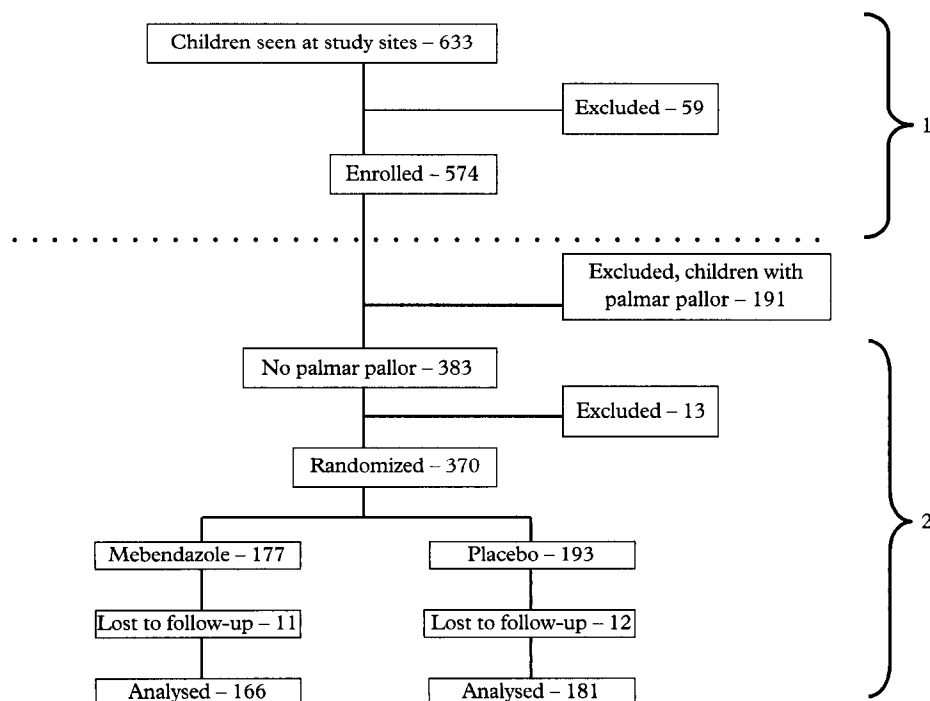 Children seen at study sites – 633
Excluded – 59
1
Enrolled – 574
Excluded, children with
palmar pallor – 191
No palmar pallor – 383
Excluded – 13
Randomized – 370
2
Mebendazole – 177
Placebo – 193
Lost to follow-up – 11
Lost to follow-up – 12
Analysed – 166
Analysed – 181